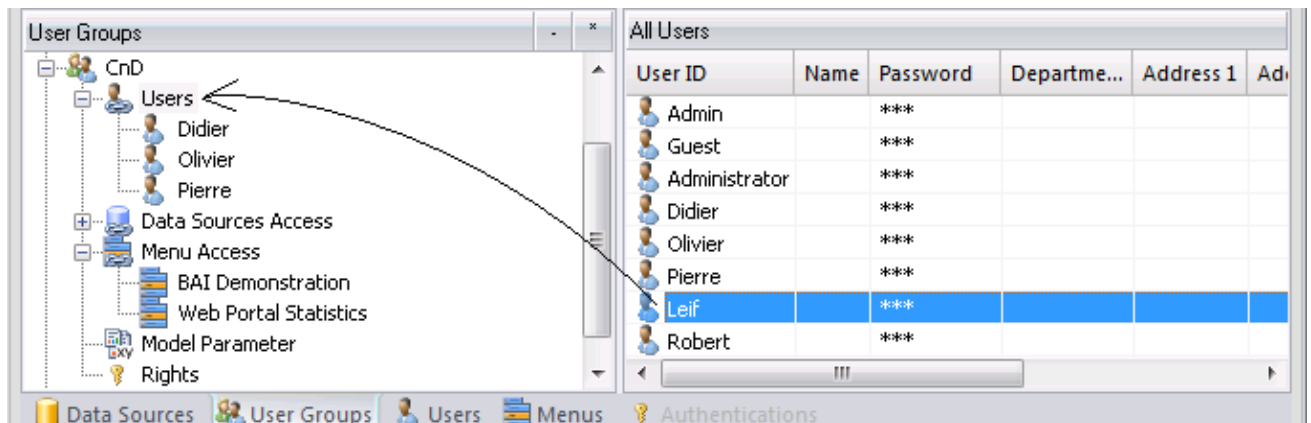 User Groups
CnD
Users
Didier
Olivier
Pierre
Data Sources Access
Menu Access
BAI Demonstration
Web Portal Statistics
Model Parameter
Rights
All Users
User ID Name Password Departme... Address 1 Ad
Admin ***
Guest ***
Administrator ***
Didier ***
Olivier ***
Pierre ***
Leif ***
Robert ***
Data Sources User Groups Users Menus Authentications